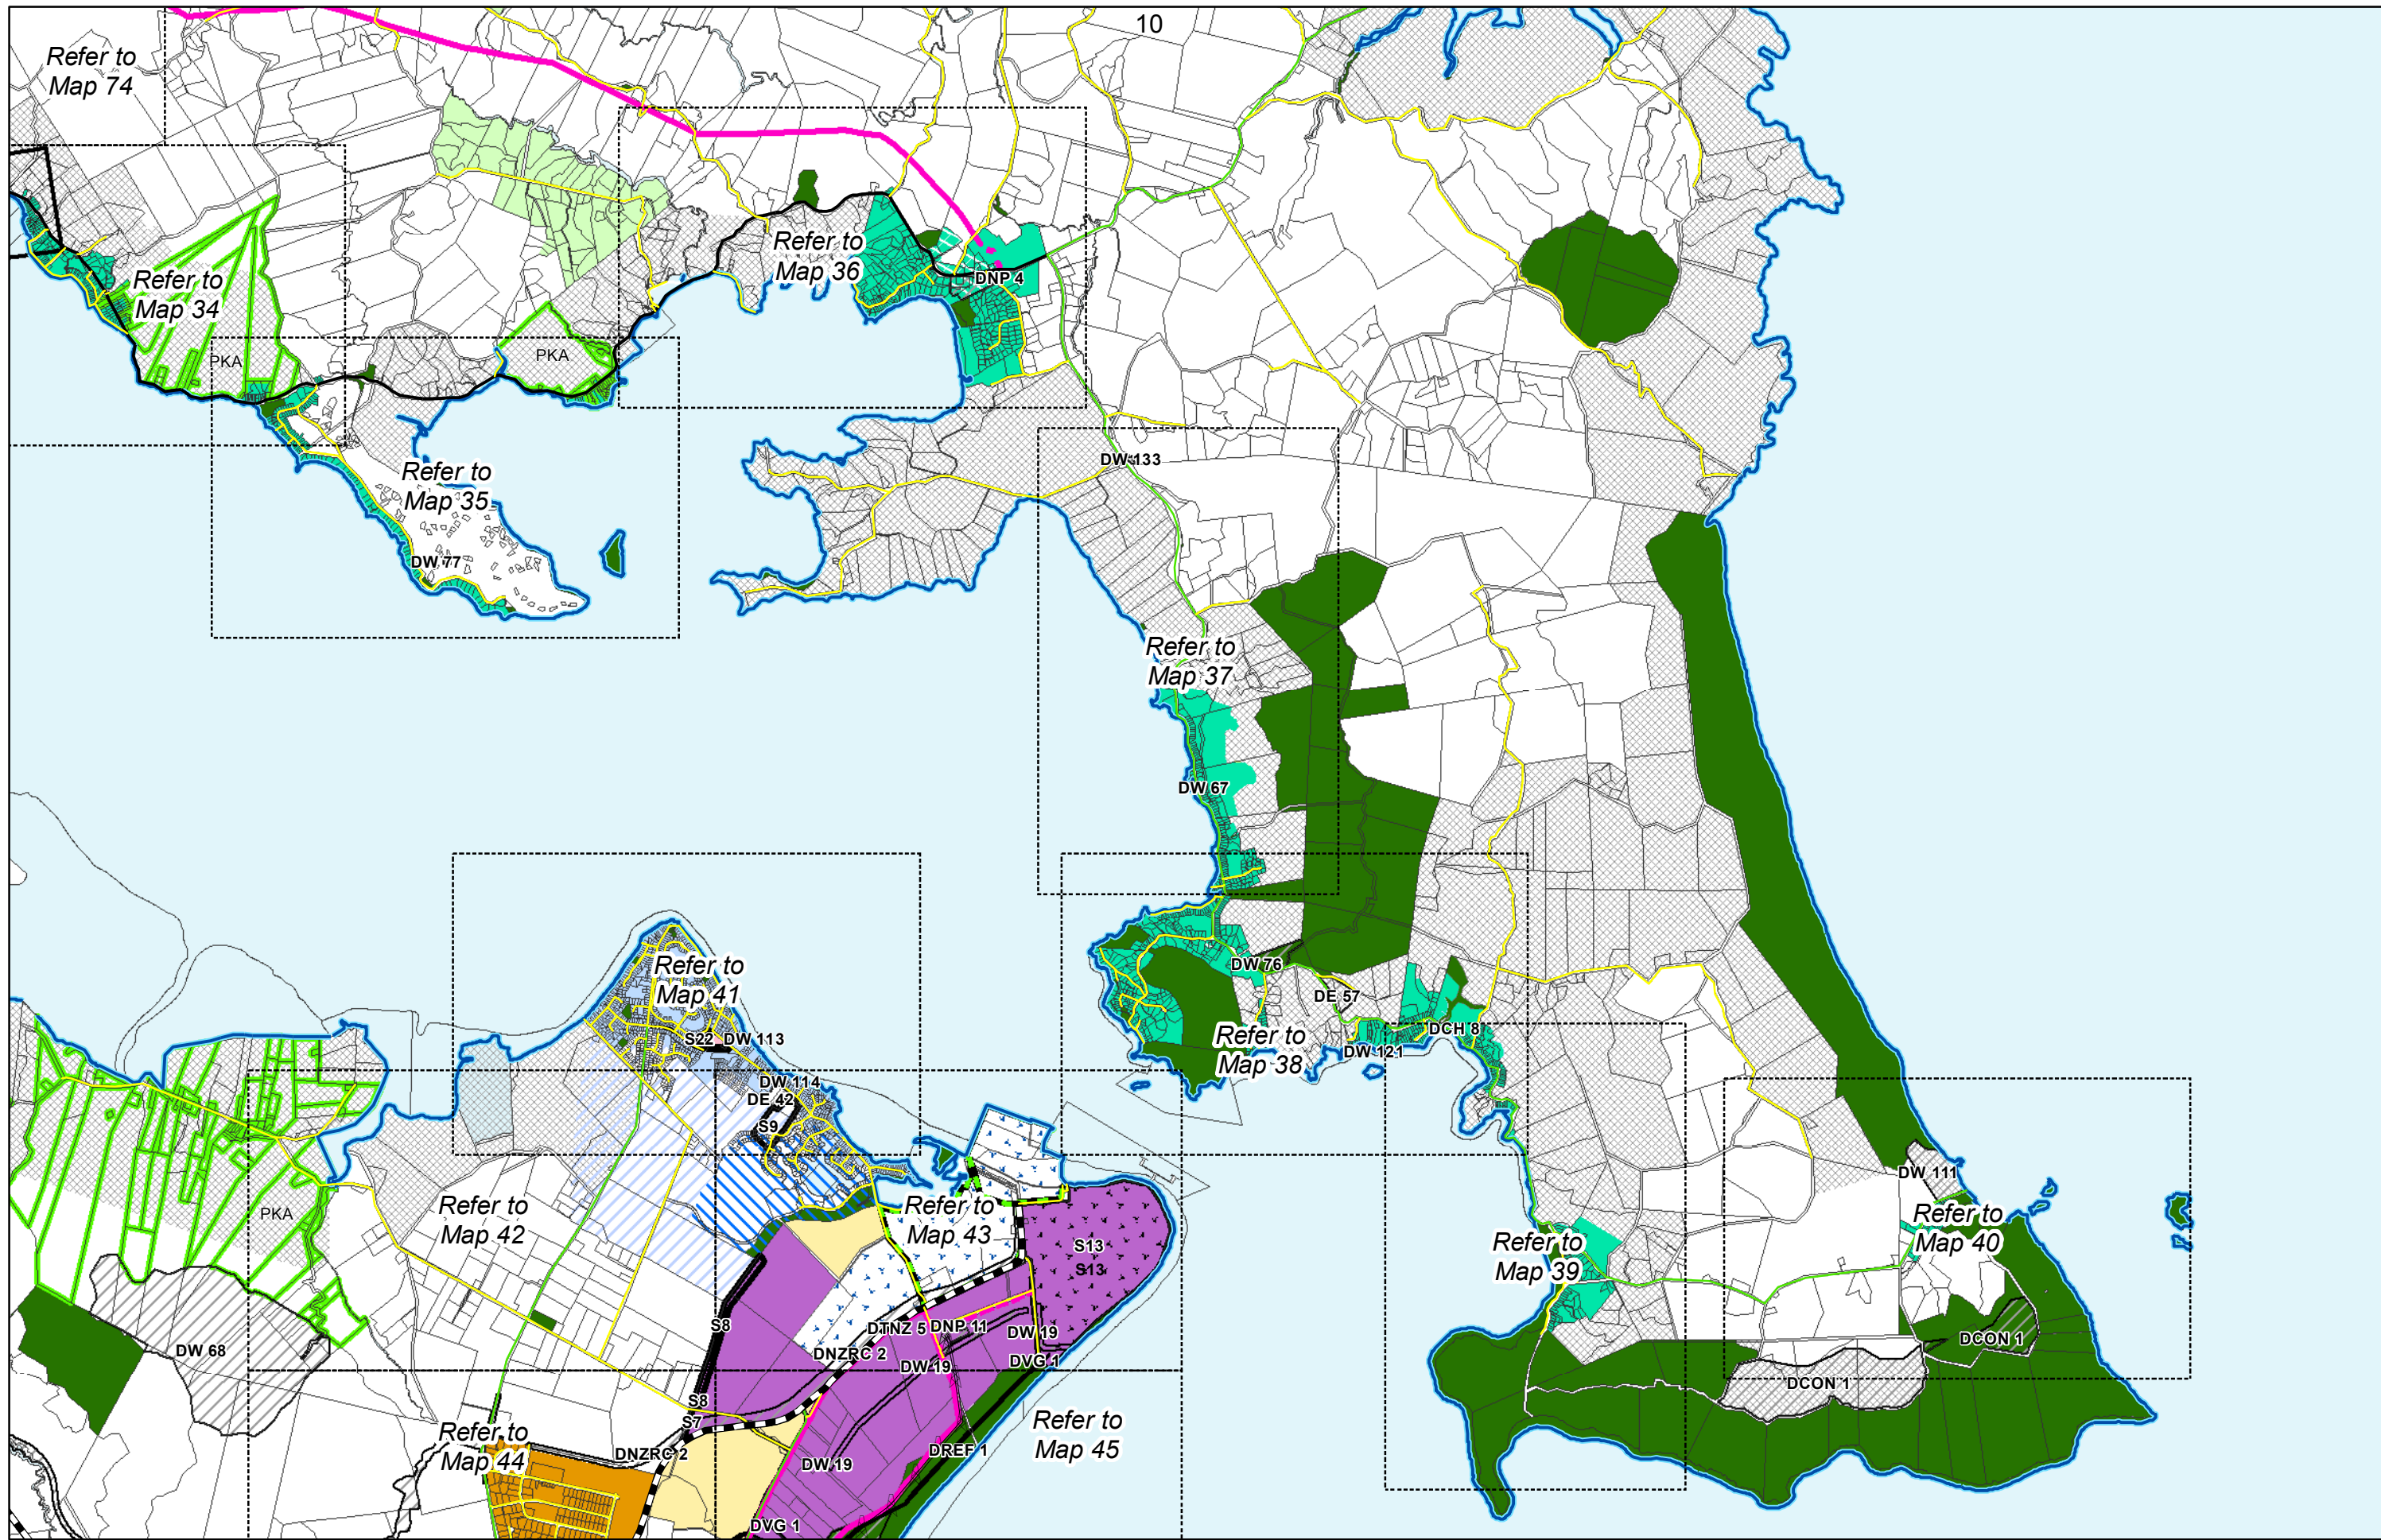 10
Refer to
Map 74
Refer to
Map 36
DNP 4
Refer to
Map 34
PKA
PKA
DW 133
Refer to
Map 35
DW 77
Refer to
Map 37
DW 67
Refer to
Map 41
DW 76
DE 57
S22
DW 113
Refer to
Map 38
DCH 8
DW 121
DW 114
DE 42
S9
DW 111
Refer to
Map 42
PKA
Refer to
Map 43
Refer to
Map 40
S13
S13
Refer to
Map 39
S8
DTNZ 5
DNP 11
DW 19
DCON 1
DW 68
DNZRC 2
DW 19
DVG 1
DCON 1
S8
S7
Refer to
Map 45
Refer to
Map 44
DNZRC 2
DW 19
DREF 1
DVG 1